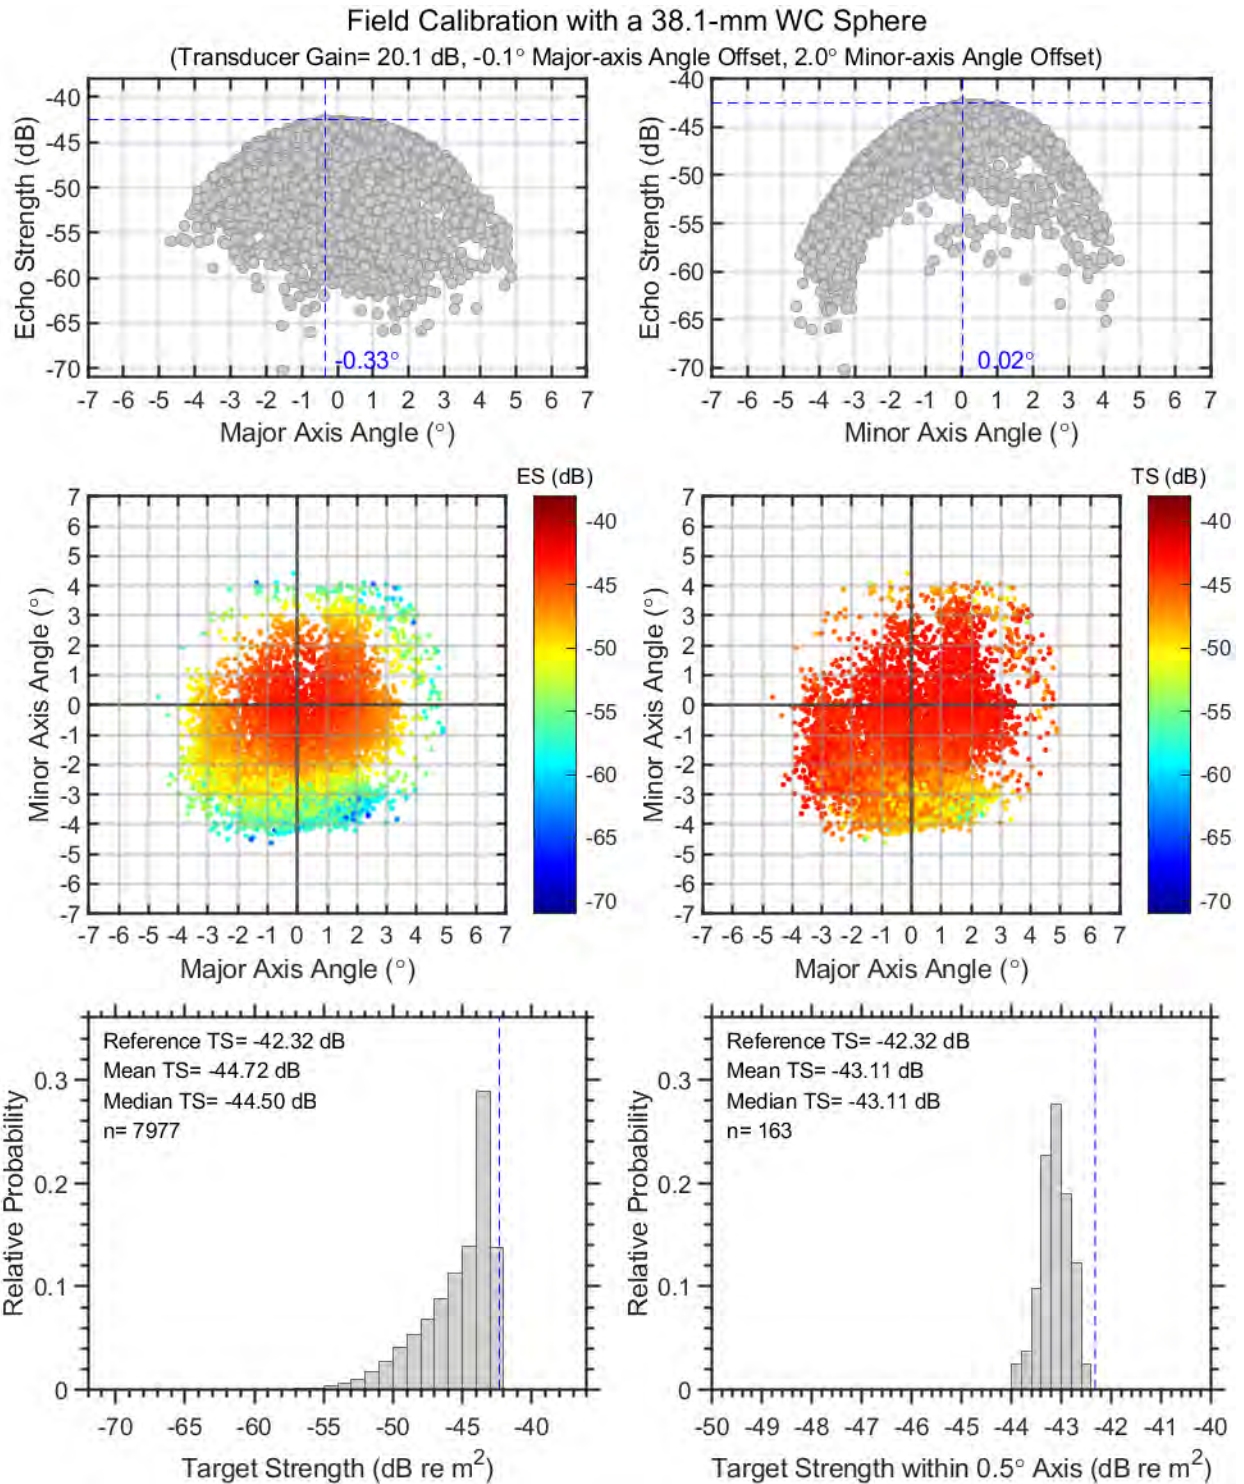 Field Calibration with a 38.1-mm WC Sphere
(Transducer Gain= 20.1 dB, -0.1° Major-axis Angle Offset, 2.0° Minor-axis Angle Offset)
-40
-45
-50
-55
-60
-65
-70
Echo Strength (dB)
-0.33°
-7 -6 -5 -4 -3 -2 -1 0 1 2 3 4 5 6 7
Major Axis Angle (°)
-40
-45
-50
-55
-60
-65
-70
Echo Strength (dB)
0.02°
-7 -6 -5 -4 -3 -2 -1 0 1 2 3 4 5 6 7
Minor Axis Angle (°)
ES (dB)
7
6
5
4
3
2
1
0
-1
-2
-3
-4
-5
-6
-7
Minor Axis Angle (°)
-7 -6 -5 -4 -3 -2 -1 0 1 2 3 4 5 6 7
Major Axis Angle (°)
-40
-45
-50
-55
-60
-65
-70
TS (dB)
7
6
5
4
3
2
1
0
-1
-2
-3
-4
-5
-6
-7
Minor Axis Angle (°)
-7 -6 -5 -4 -3 -2 -1 0 1 2 3 4 5 6 7
Major Axis Angle (°)
-40
-45
-50
-55
-60
-65
-70
Reference TS= -42.32 dB
Mean TS= -44.72 dB
Median TS= -44.50 dB
n= 7977
0.3
0.2
0.1
0
Relative Probability
-70 -65 -60 -55 -50 -45 -40
Target Strength (dB re m²)
Reference TS= -42.32 dB
Mean TS= -43.11 dB
Median TS= -43.11 dB
n= 163
0.3
0.2
0.1
0
Relative Probability
-50 -49 -48 -47 -46 -45 -44 -43 -42 -41 -40
Target Strength within 0.5° Axis (dB re m²)